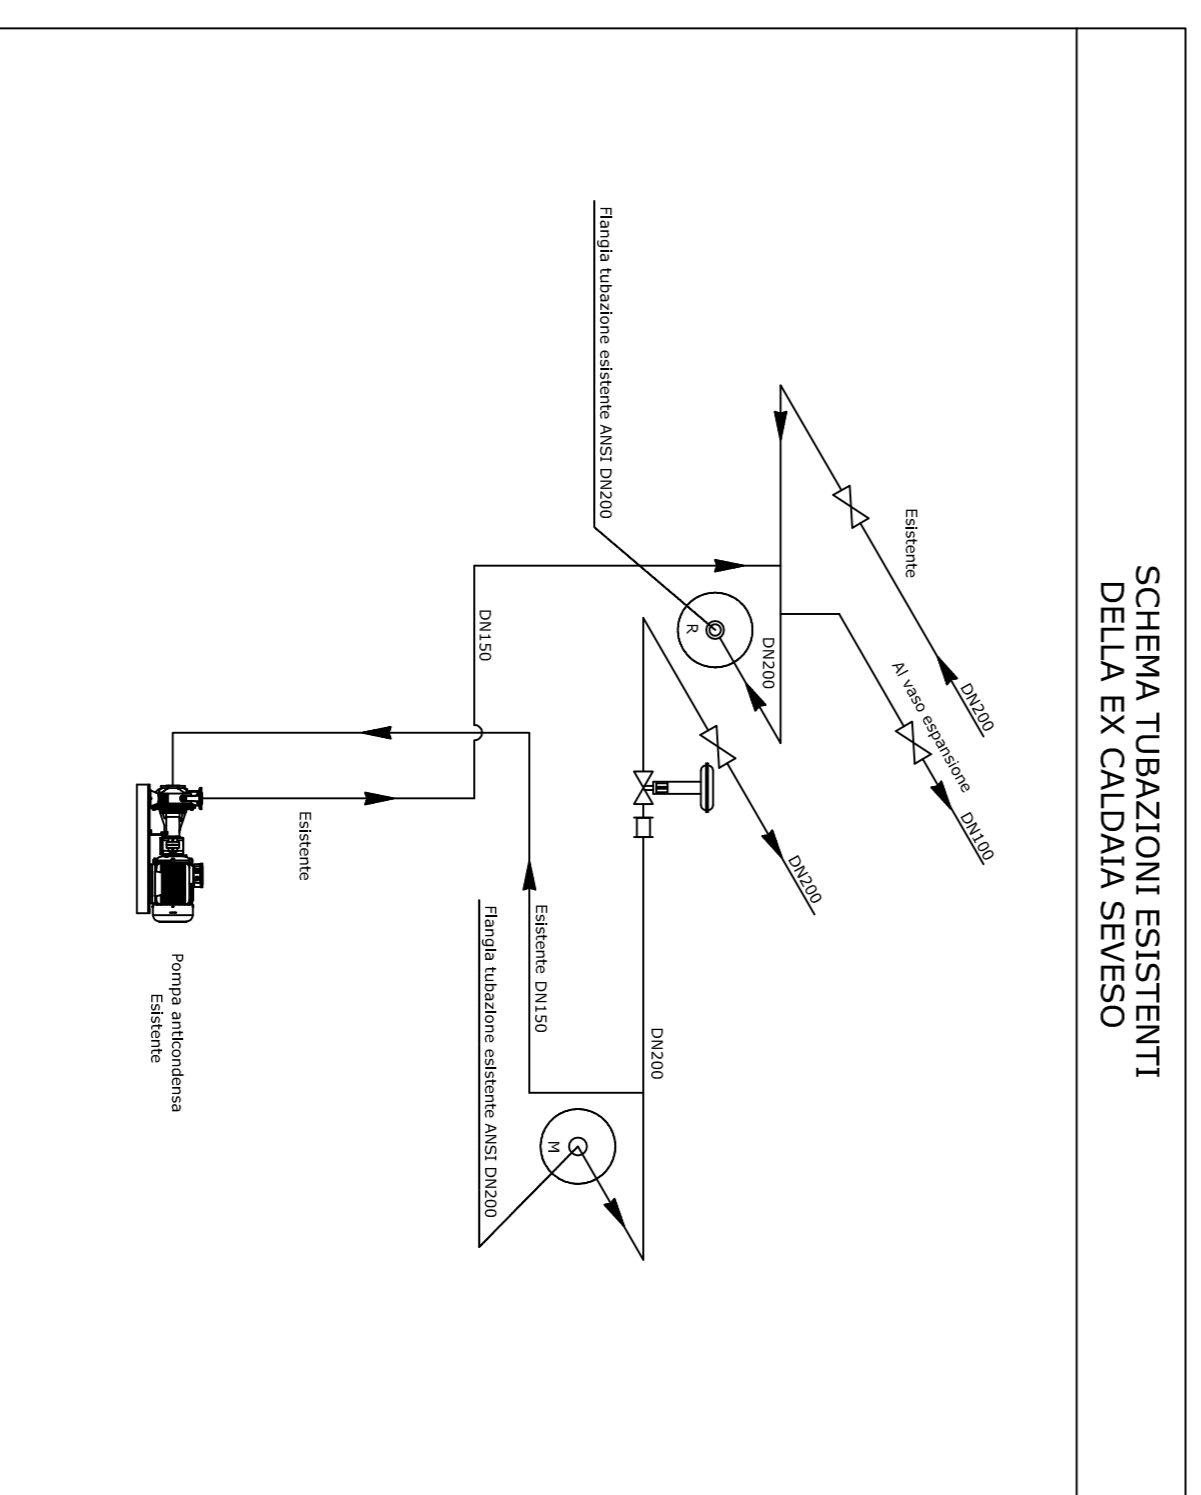 SCHEMA TUBAZIONI ESISTENTI
DELLA EX CALDAIA SEVESO
DN200
Esistente
DN100
Al vaso espansione
DN200
DN200
R
Flangia tubazione esistente ANSI DN200
DN200
M
Esistente DN150
Flangia tubazione esistente ANSI DN200
DN150
Esistente
Pompa anticondensa
Esistente